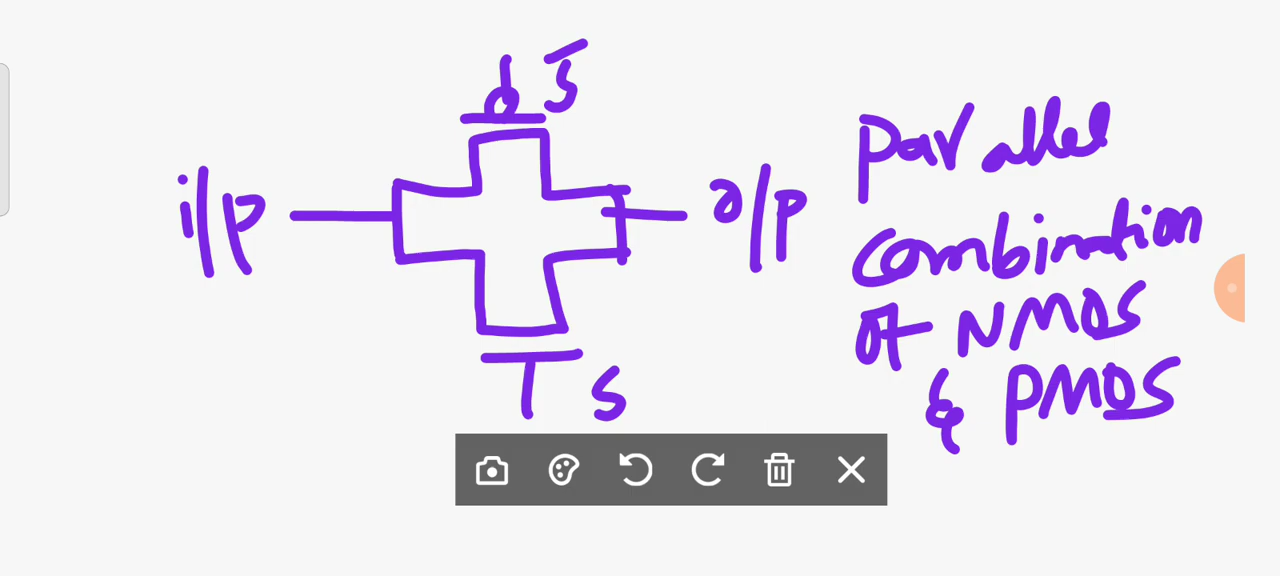 S̅
i/p
o/p
S
parallel
combination
of NMOS
& PMOS